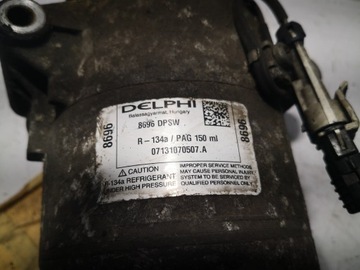 DELPHI
Balassagyarmat, Hungary
8696 DPSW
R-134a / PAG 150 ml
07131070507.A
8696
8696
CAUTION
R-134a REFRIGERANT
UNDER HIGH PRESSURE
IMPROPER SERVICE METHODS
MAY CAUSE PERSONAL INJURY
SYSTEM TO BE SERVICED BY
QUALIFIED PERSONNEL ONLY